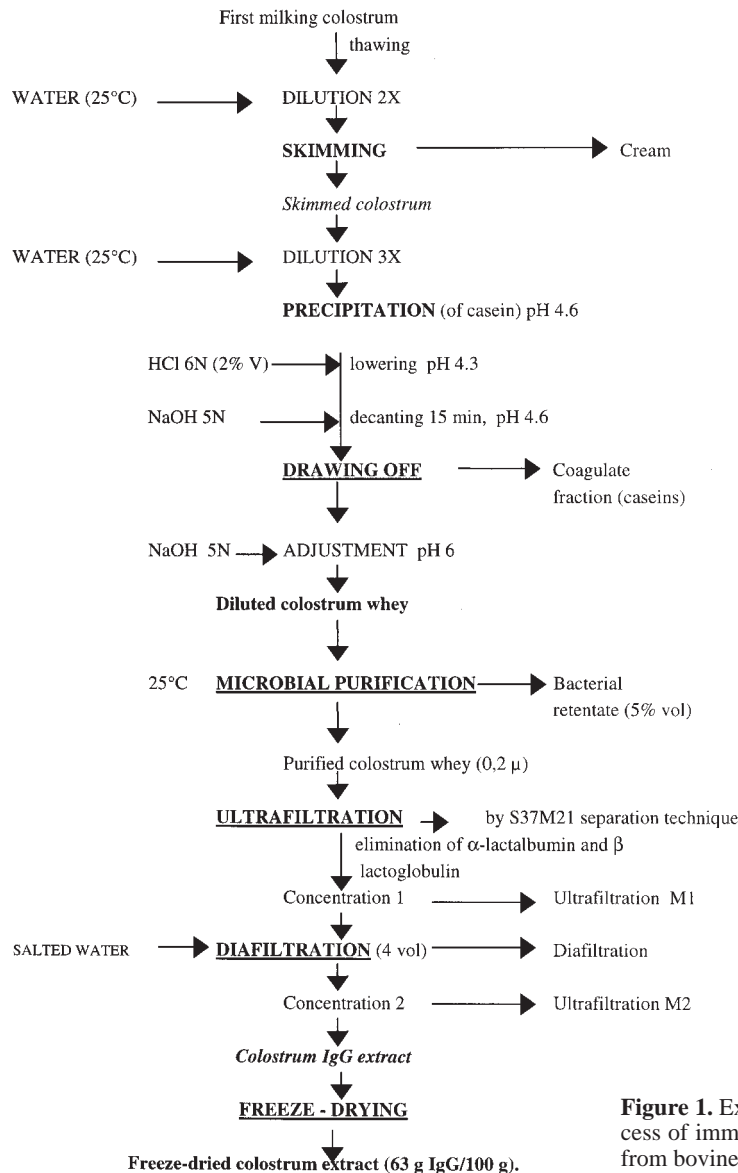 First milking colostrum
thawing
WATER (25°C) DILUTION 2X
SKIMMING Cream
Skimmed colostrum
WATER (25°C) DILUTION 3X
PRECIPITATION (of casein) pH 4.6
HCl 6N (2% V) lowering pH 4.3
NaOH 5N decanting 15 min, pH 4.6
DRAWING OFF Coagulate
fraction (caseins)
NaOH 5N ADJUSTMENT pH 6
Diluted colostrum whey
25°C MICROBIAL PURIFICATION Bacterial
retentate (5% vol)
Purified colostrum whey (0,2 µ)
ULTRAFILTRATION by S37M21 separation technique
elimination of α-lactalbumin and β
lactoglobulin
Concentration 1 Ultrafiltration M1
SALTED WATER DIAFILTRATION (4 vol) Diafiltration
Concentration 2 Ultrafiltration M2
Colostrum IgG extract
FREEZE - DRYING
Freeze-dried colostrum extract (63 g IgG/100 g).
Figure 1. Ex
cess of imm
from bovine